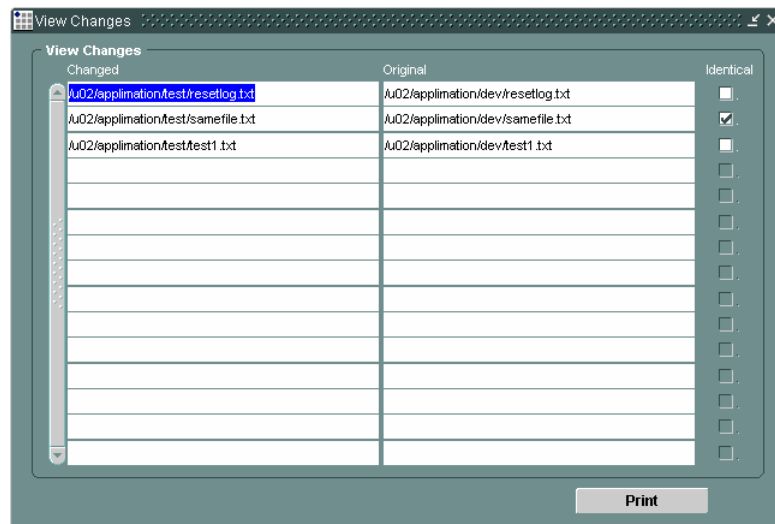 View Changes
View Changes
Changed Original Identical
/u02/applimation/test/resetlog.txt /u02/applimation/dev/resetlog.txt
/u02/applimation/test/samefile.txt /u02/applimation/dev/samefile.txt
/u02/applimation/test/test1.txt /u02/applimation/dev/test1.txt
Print